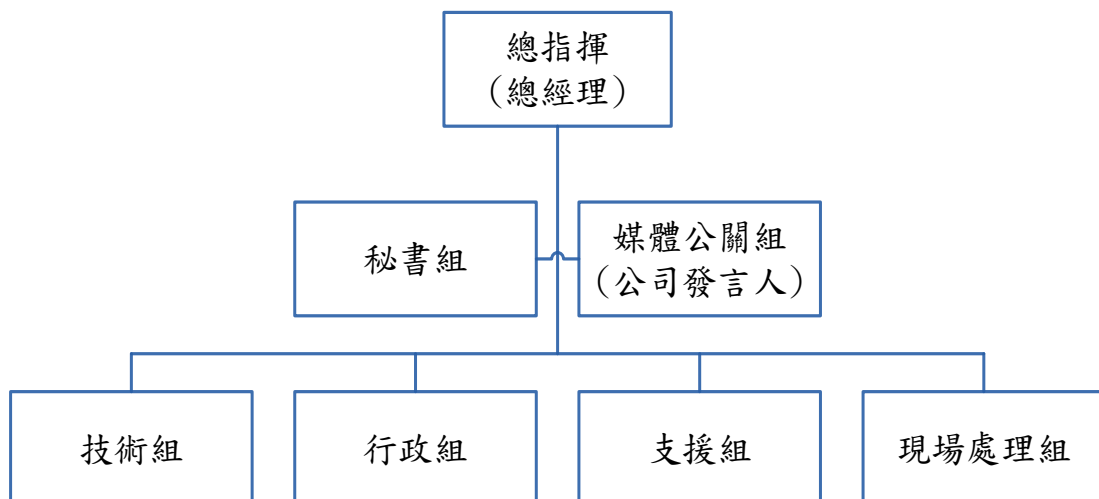 總指揮
（總經理）
秘書組
媒體公關組
（公司發言人）
技術組
行政組
支援組
現場處理組